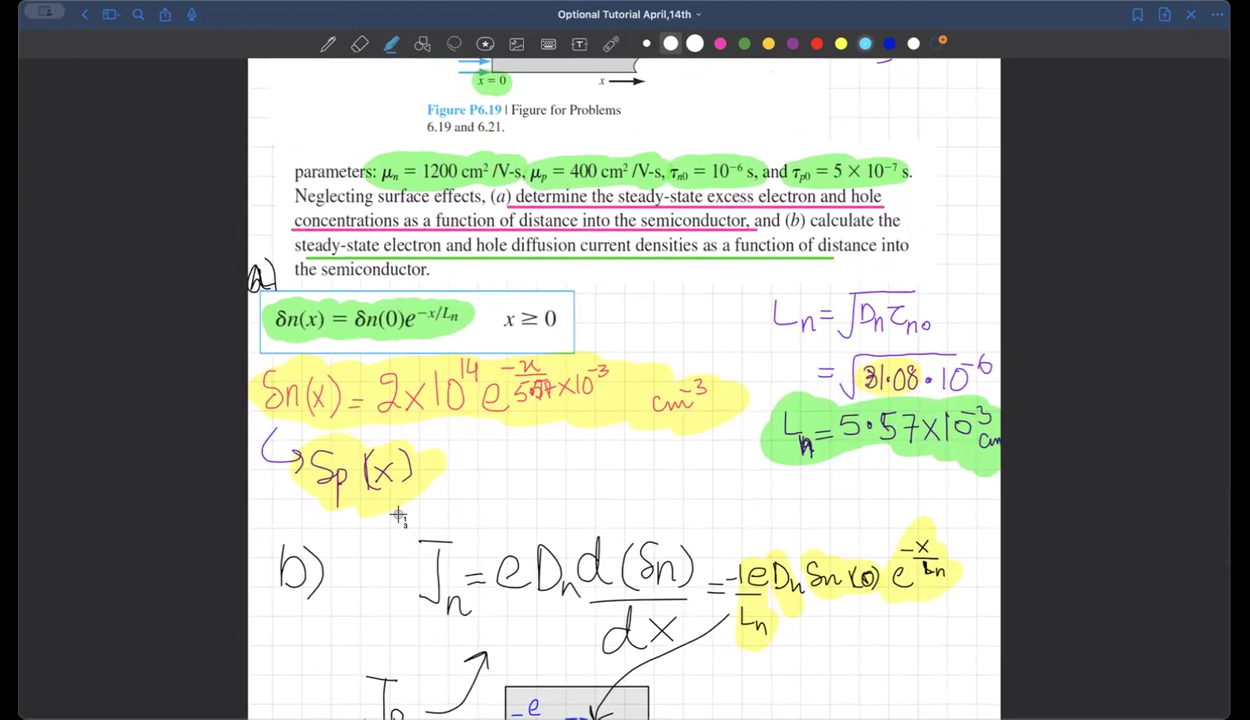 Optional Tutorial April,14th
x = 0
x
Figure P6.19 | Figure for Problems
6.19 and 6.21.
parameters: μn = 1200 cm² /V-s, μp = 400 cm² /V-s, τn0 = 10⁻⁶ s, and τp0 = 5 × 10⁻⁷ s.
Neglecting surface effects, (a) determine the steady-state excess electron and hole
concentrations as a function of distance into the semiconductor, and (b) calculate the
steady-state electron and hole diffusion current densities as a function of distance into
the semiconductor.
a)
δn(x) = δn(0)e^(−x/Ln) x ≥ 0
Ln = √(Dn τno)
= √(31.08 · 10⁻⁶)
δn(x) = 2×10¹⁴ e^(−x/(5.57×10⁻³)) cm⁻³
Ln = 5.57×10⁻³ cm
δp(x)
b) Jn = eDn d(δn)/dx = −1/Ln eDn δn(0) e^(−x/Ln)
Jp
−e